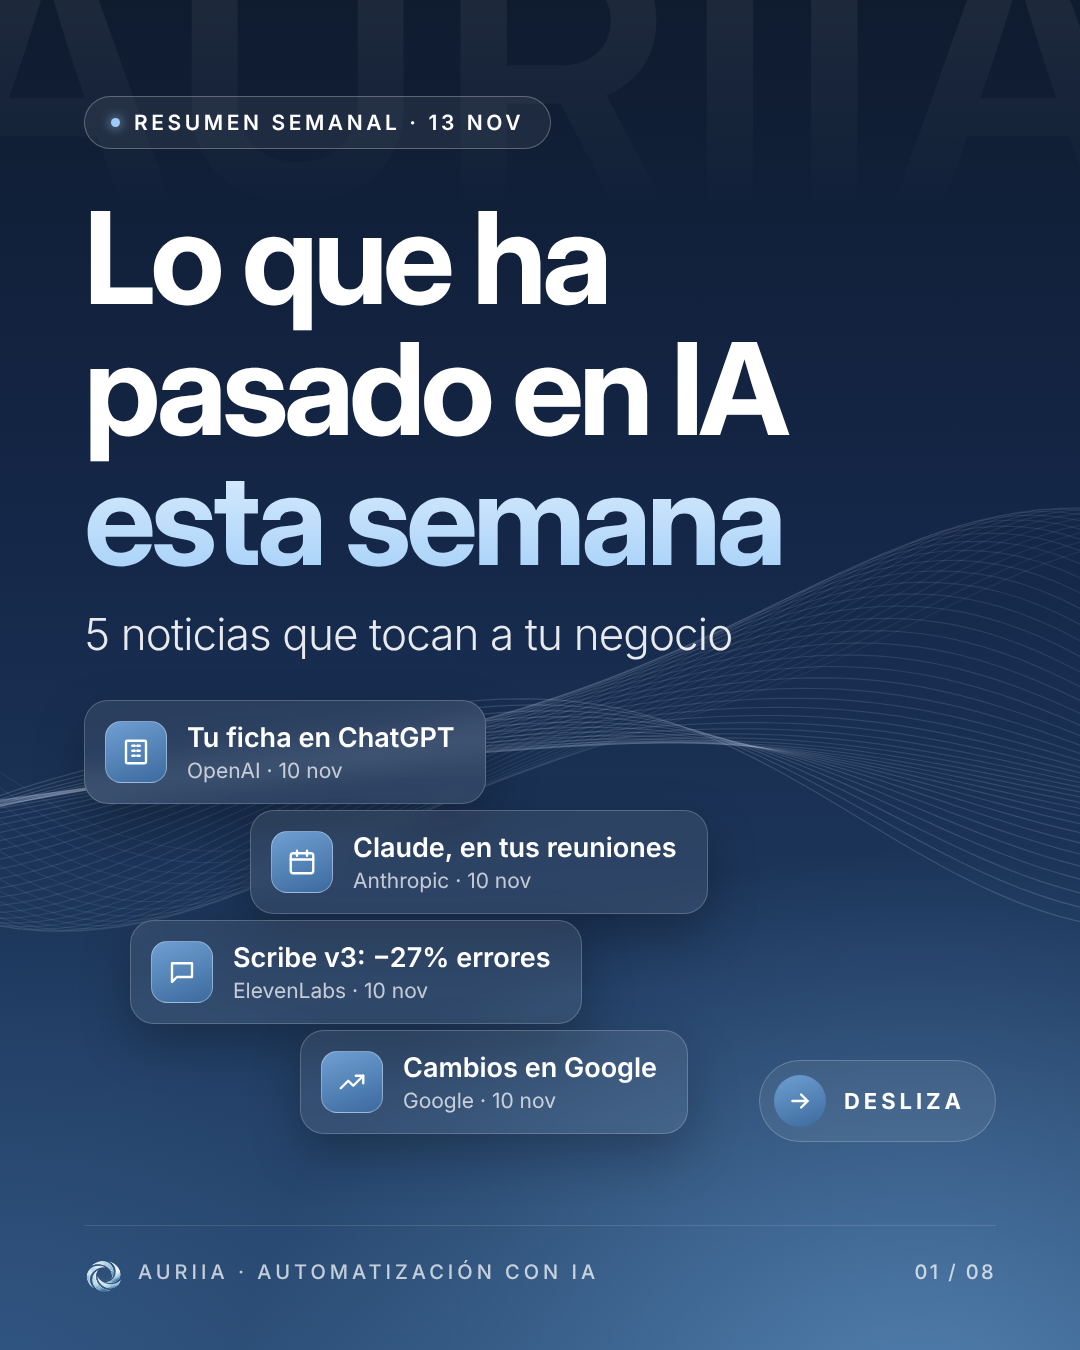 AURIIA
RESUMEN SEMANAL · 13 NOV
Lo que ha
pasado en IA
esta semana
5 noticias que tocan a tu negocio
Tu ficha en ChatGPT
OpenAI · 10 nov
Claude, en tus reuniones
Anthropic · 10 nov
Scribe v3: −27% errores
ElevenLabs · 10 nov
Cambios en Google
Google · 10 nov
DESLIZA
AURIIA · AUTOMATIZACIÓN CON IA
01 / 08